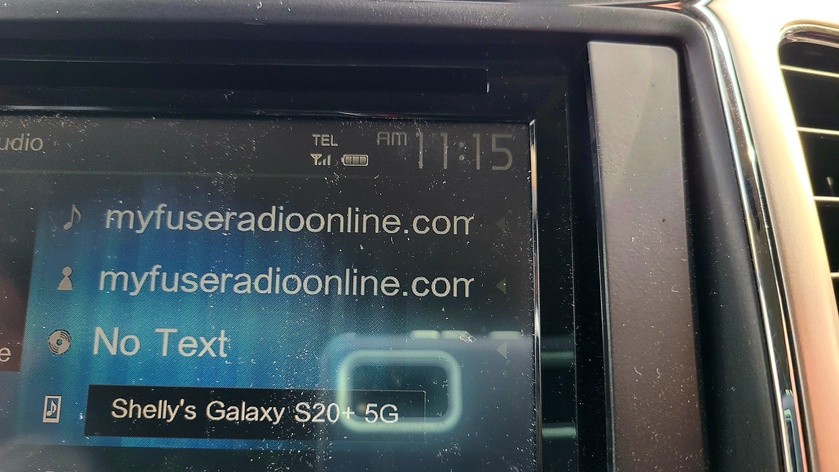 udio
TEL
AM 11:15
myfuseradioonline.com
myfuseradioonline.com
No Text
e
Shelly's Galaxy S20+ 5G